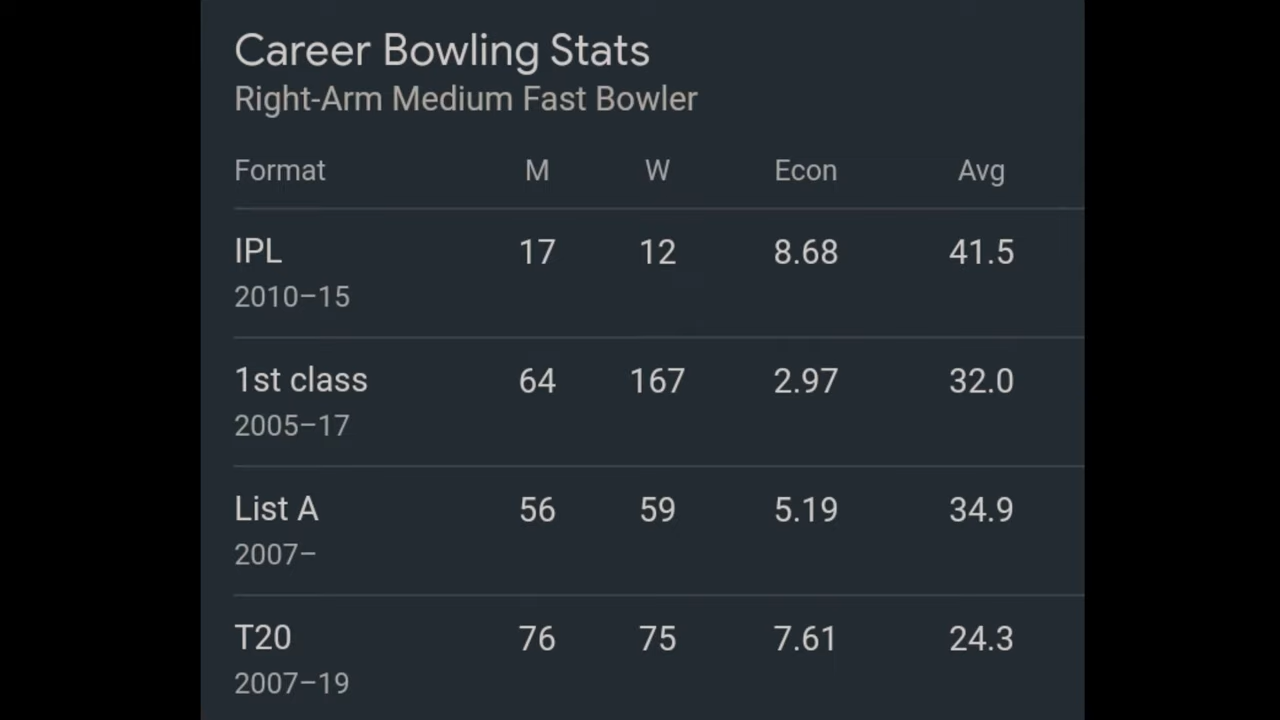 Career Bowling Stats
Right-Arm Medium Fast Bowler
Format M W Econ Avg
IPL 17 12 8.68 41.5
2010–15
1st class 64 167 2.97 32.0
2005–17
List A 56 59 5.19 34.9
2007–
T20 76 75 7.61 24.3
2007–19